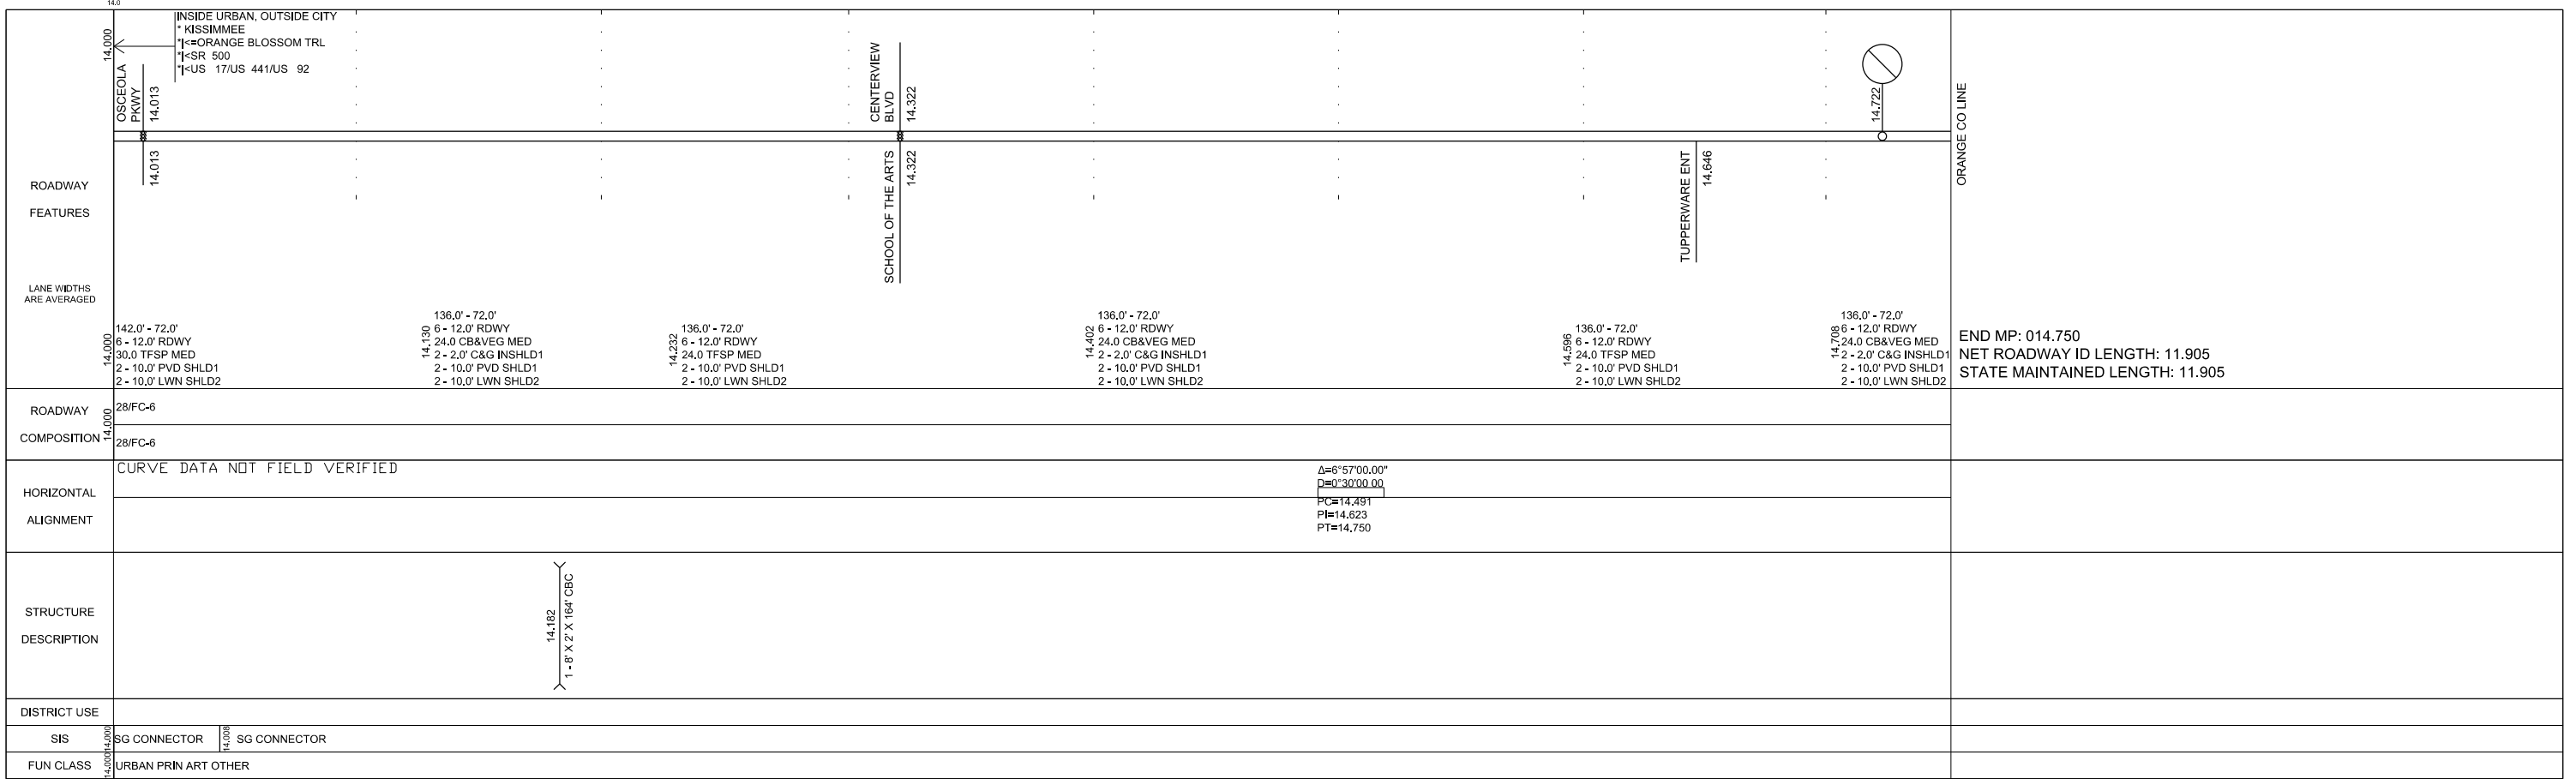 14.0
INSIDE URBAN, OUTSIDE CITY
* KISSIMMEE
*|<=ORANGE BLOSSOM TRL
*|<SR 500
*|<US 17/US 441/US 92
14.000
OSCEOLA
PKWY
14.013
14.013
CENTERVIEW
BLVD
14.322
SCHOOL OF THE ARTS
14.322
TUPPERWARE ENT
14.646
14.722
ORANGE CO LINE
ROADWAY
FEATURES
LANE WIDTHS
ARE AVERAGED
14.000
142.0' - 72.0'
6 - 12.0' RDWY
30.0 TFSP MED
2 - 10.0' PVD SHLD1
2 - 10.0' LWN SHLD2
14.130
136.0' - 72.0'
6 - 12.0' RDWY
24.0 CB&VEG MED
2 - 2.0' C&G INSHLD1
2 - 10.0' PVD SHLD1
2 - 10.0' LWN SHLD2
14.232
136.0' - 72.0'
6 - 12.0' RDWY
24.0 TFSP MED
2 - 10.0' PVD SHLD1
2 - 10.0' LWN SHLD2
14.402
136.0' - 72.0'
6 - 12.0' RDWY
24.0 CB&VEG MED
2 - 2.0' C&G INSHLD1
2 - 10.0' PVD SHLD1
2 - 10.0' LWN SHLD2
14.596
136.0' - 72.0'
6 - 12.0' RDWY
24.0 TFSP MED
2 - 10.0' PVD SHLD1
2 - 10.0' LWN SHLD2
14.708
136.0' - 72.0'
6 - 12.0' RDWY
24.0 CB&VEG MED
2 - 2.0' C&G INSHLD1
2 - 10.0' PVD SHLD1
2 - 10.0' LWN SHLD2
END MP: 014.750
NET ROADWAY ID LENGTH: 11.905
STATE MAINTAINED LENGTH: 11.905
ROADWAY
COMPOSITION
14.000
28/FC-6
28/FC-6
HORIZONTAL
ALIGNMENT
CURVE DATA NOT FIELD VERIFIED
Δ=6°57'00.00"
D=0°30'00.00
PC=14.491
PI=14.623
PT=14.750
STRUCTURE
DESCRIPTION
14.182
1 - 8' X 2' X 164' CBC
DISTRICT USE
SIS
14.000
SG CONNECTOR
14.008
SG CONNECTOR
FUN CLASS
14.000
URBAN PRIN ART OTHER